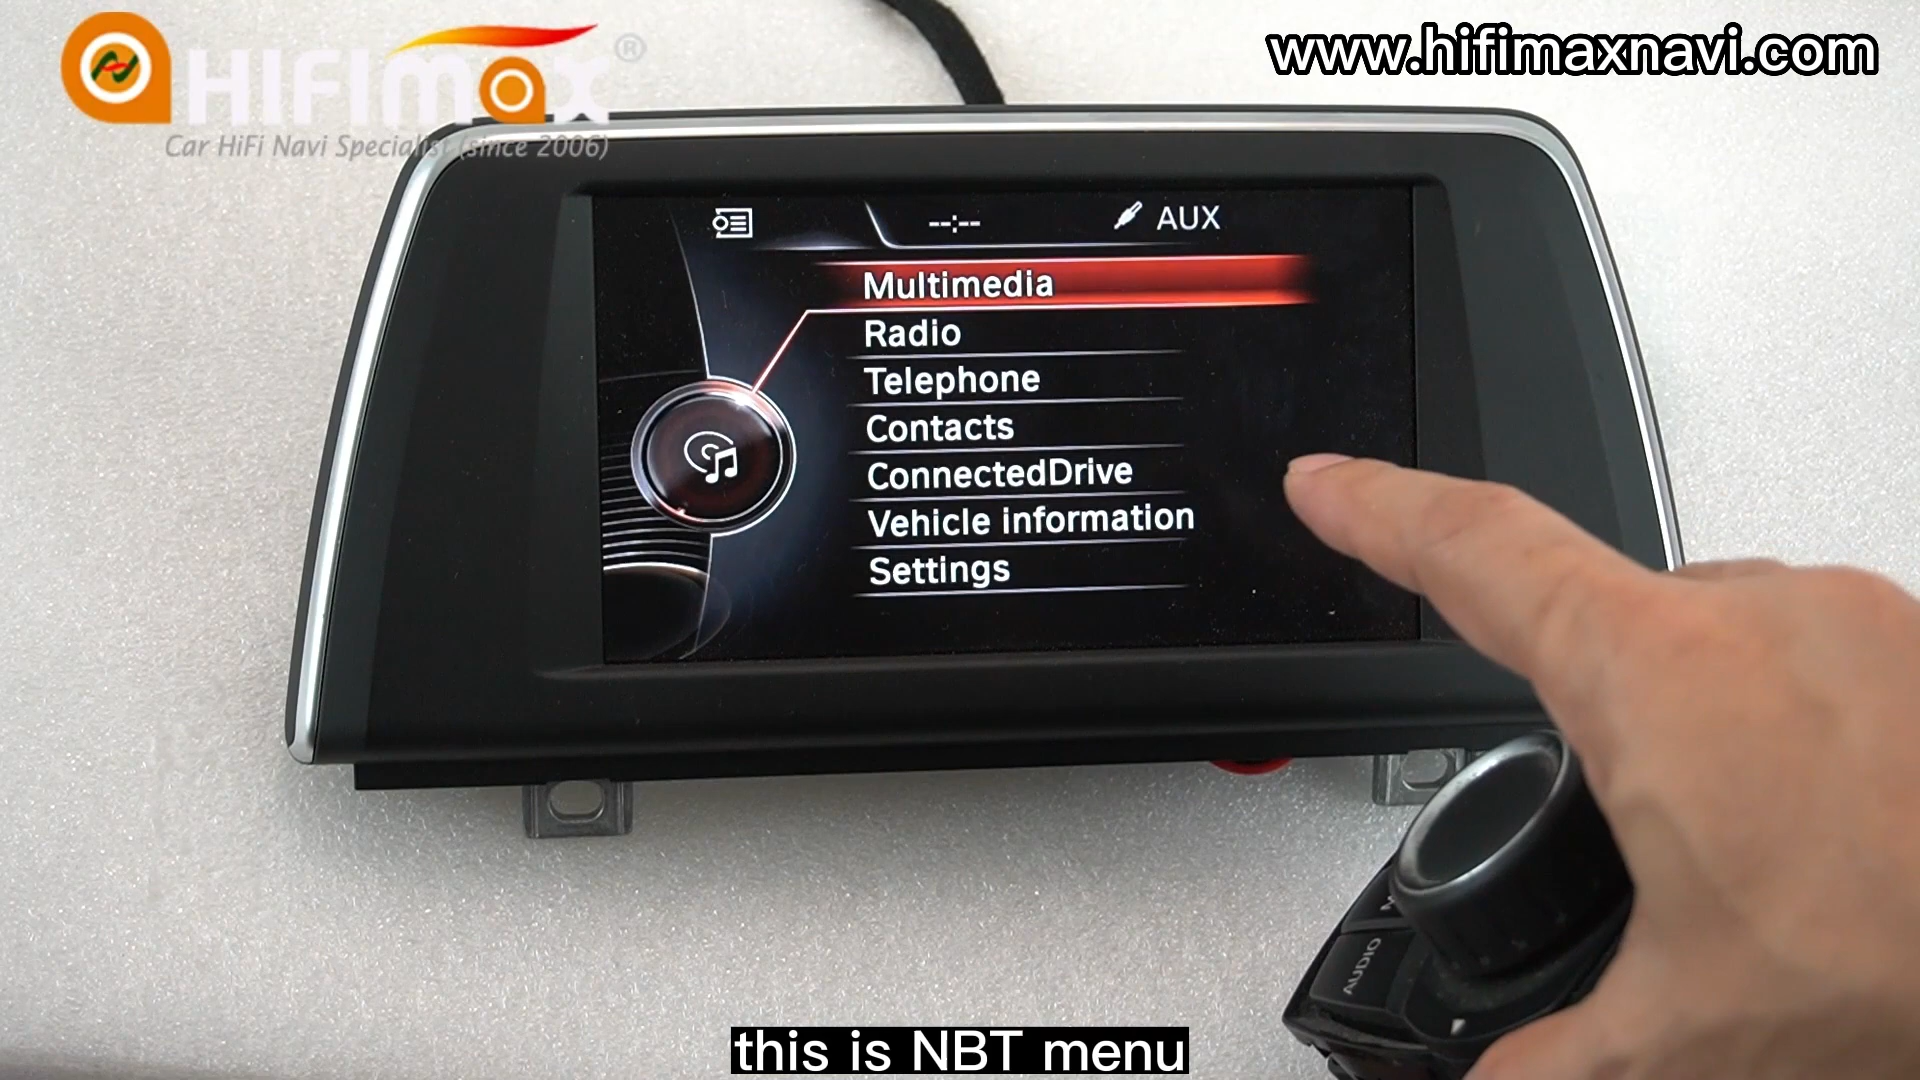 HIFIMAX®
Car HiFi Navi Specialist (since 2006)
www.hifimaxnavi.com
--:--
AUX
Multimedia
Radio
Telephone
Contacts
ConnectedDrive
Vehicle information
Settings
AUDIO
this is NBT menu